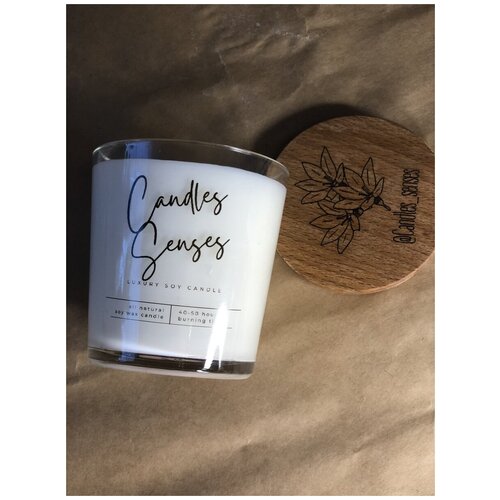 Candles
Senses
LUXURY SOY CANDLE
all natural
soy wax candle
40-50
burning
@Candles_senses